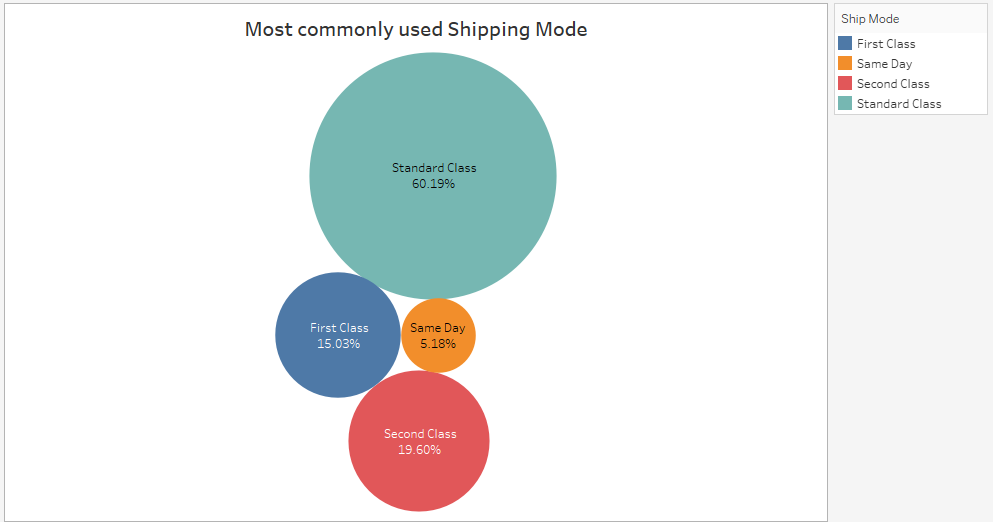 Most commonly used Shipping Mode
Standard Class
60.19%
First Class
15.03%
Same Day
5.18%
Second Class
19.60%
Ship Mode
First Class
Same Day
Second Class
Standard Class